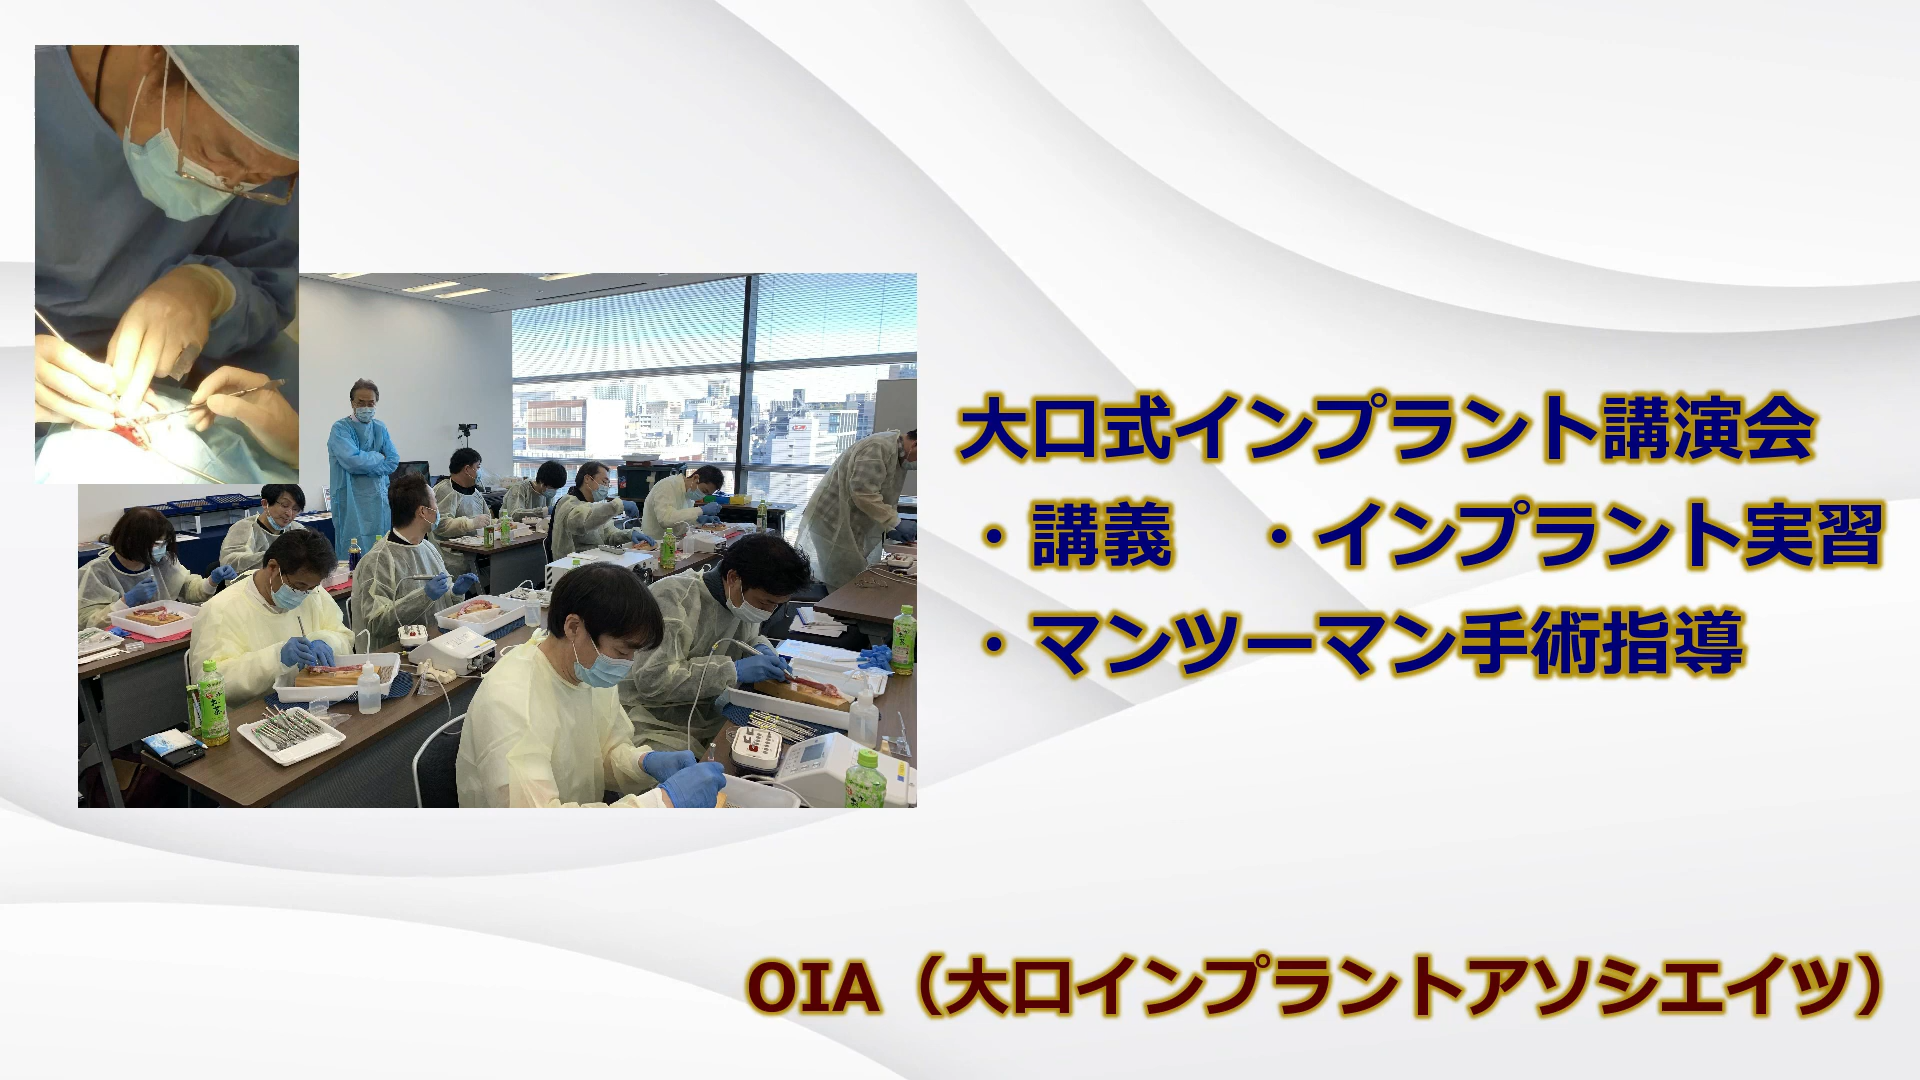 大口式インプラント講演会
・講義　・インプラント実習
・マンツーマン手術指導
OIA（大口インプラントアソシエイツ）